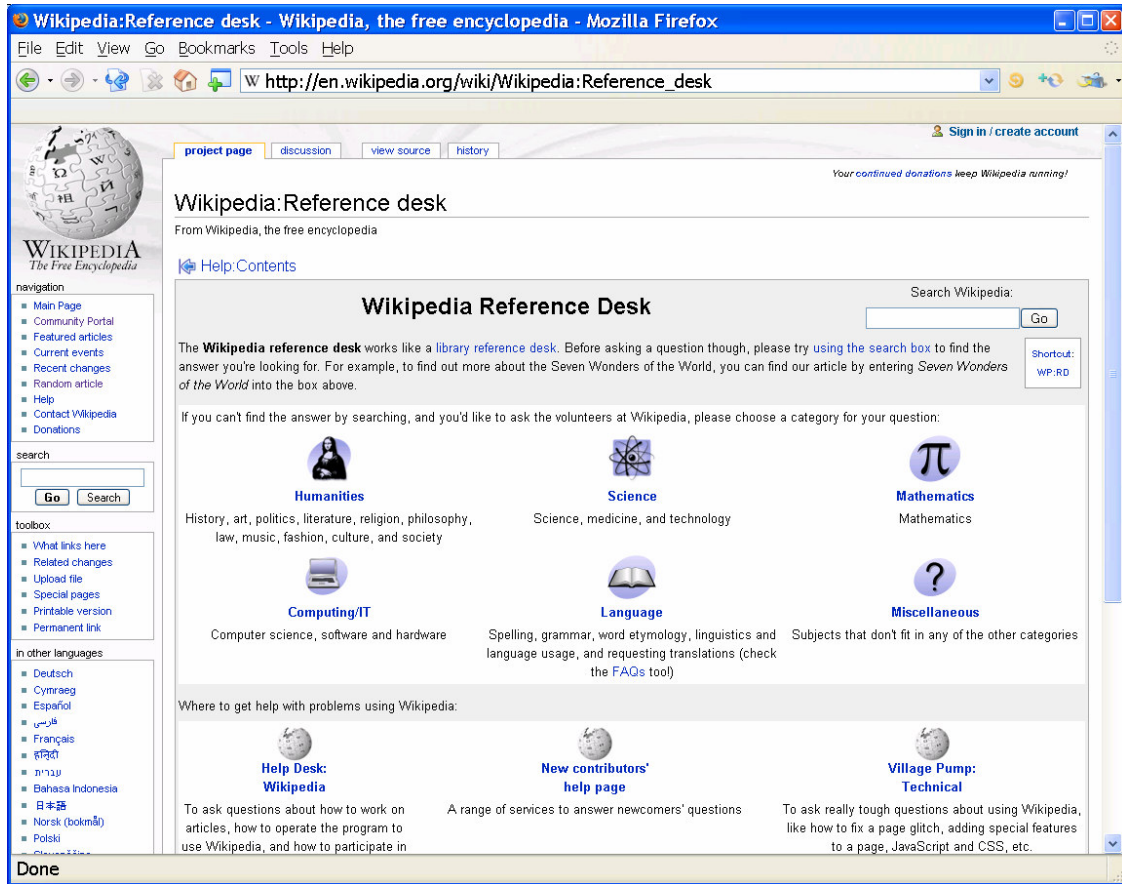 Wikipedia:Reference desk - Wikipedia, the free encyclopedia - Mozilla Firefox
File Edit View Go Bookmarks Tools Help
W http://en.wikipedia.org/wiki/Wikipedia:Reference_desk
Sign in / create account
project page discussion view source history
Your continued donations keep Wikipedia running!
Wikipedia:Reference desk
From Wikipedia, the free encyclopedia
Help:Contents
WIKIPEDIA
The Free Encyclopedia
navigation
Main Page
Community Portal
Featured articles
Current events
Recent changes
Random article
Help
Contact Wikipedia
Donations
search
Go Search
toolbox
What links here
Related changes
Upload file
Special pages
Printable version
Permanent link
in other languages
Deutsch
Cymraeg
Español
فارسی
Français
हिन्दी
עברית
Bahasa Indonesia
日本語
Norsk (bokmål)
Polski
Wikipedia Reference Desk
Search Wikipedia:
Go
The Wikipedia reference desk works like a library reference desk. Before asking a question though, please try using the search box to find the
answer you're looking for. For example, to find out more about the Seven Wonders of the World, you can find our article by entering Seven Wonders
of the World into the box above.
Shortcut:
WP:RD
If you can't find the answer by searching, and you'd like to ask the volunteers at Wikipedia, please choose a category for your question:
Humanities
History, art, politics, literature, religion, philosophy,
law, music, fashion, culture, and society
Science
Science, medicine, and technology
π
Mathematics
Mathematics
Computing/IT
Computer science, software and hardware
Language
Spelling, grammar, word etymology, linguistics and
language usage, and requesting translations (check
the FAQs too!)
?
Miscellaneous
Subjects that don't fit in any of the other categories
Where to get help with problems using Wikipedia:
Help Desk:
Wikipedia
To ask questions about how to work on
articles, how to operate the program to
use Wikipedia, and how to participate in
New contributors'
help page
A range of services to answer newcomers' questions
Village Pump:
Technical
To ask really tough questions about using Wikipedia,
like how to fix a page glitch, adding special features
to a page, JavaScript and CSS, etc.
Done